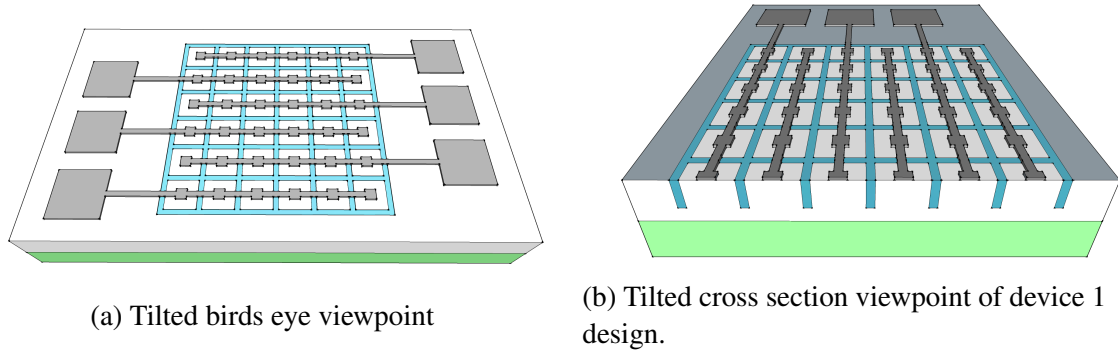 (a) Tilted birds eye viewpoint
(b) Tilted cross section viewpoint of device 1
design.